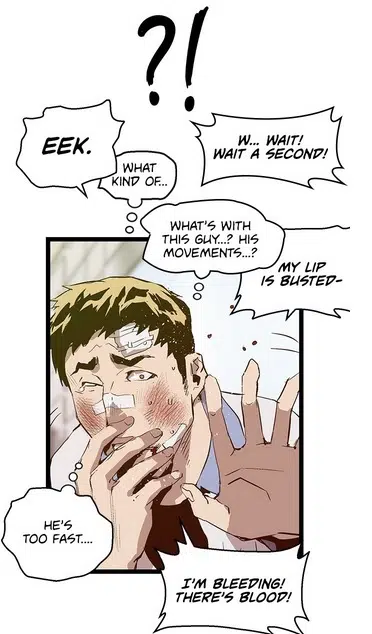 ?!
EEK.
W... WAIT!
WAIT A SECOND!
WHAT
KIND OF...
WHAT'S WITH
THIS GUY...? HIS
MOVEMENTS...?
MY LIP
IS BUSTED-
HE'S
TOO FAST....
I'M BLEEDING!
THERE'S BLOOD!